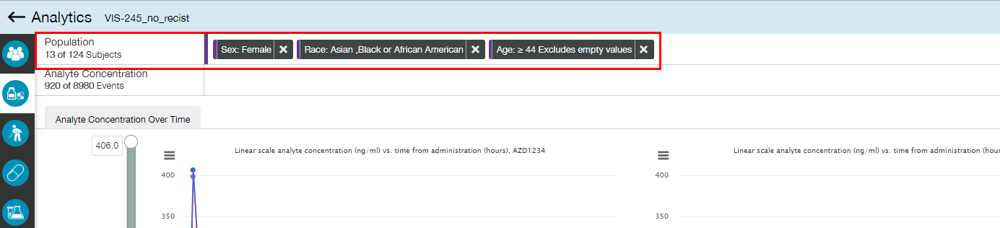 Analytics VIS-245_no_recist
Population
13 of 124 Subjects
Sex: Female Race: Asian ,Black or African American Age: ≥ 44 Excludes empty values
Analyte Concentration
920 of 8980 Events
Analyte Concentration Over Time
406.0
Linear scale analyte concentration (ng/ml) vs. time from administration (hours), AZD1234
400
350
Linear scale analyte concentration (ng/ml) vs. time from administration (hour
400
350